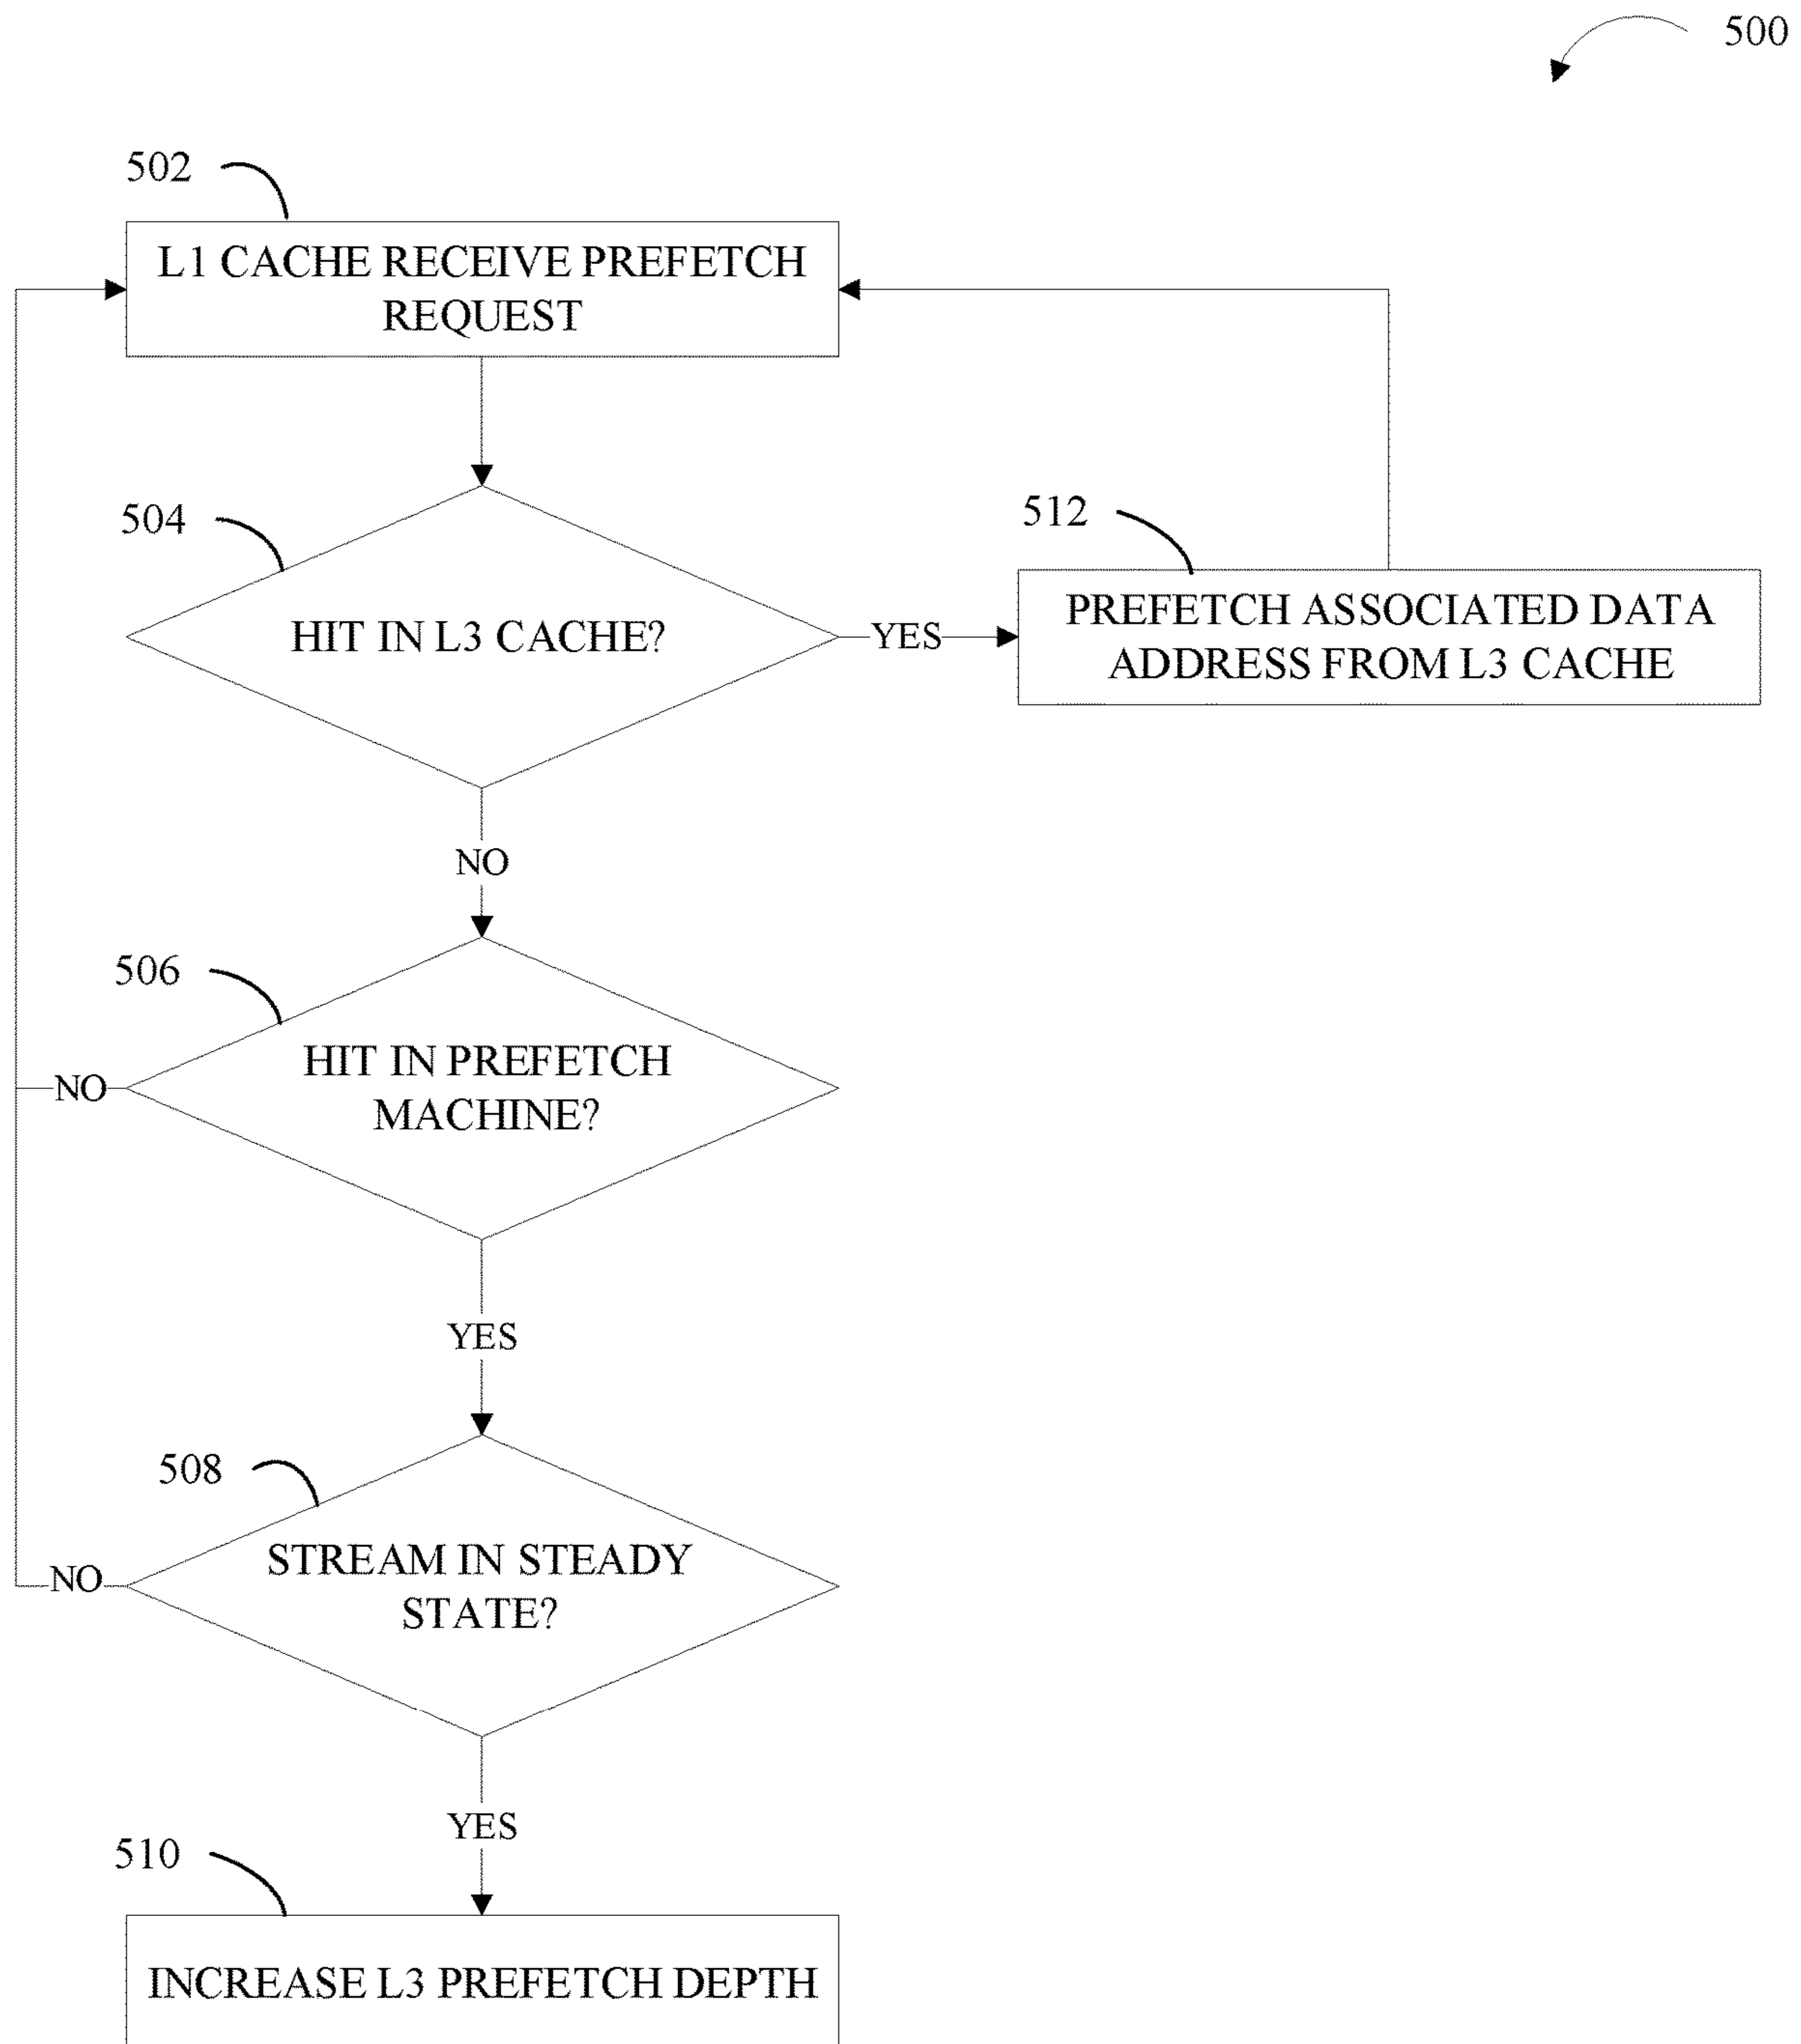 500
502
L1 CACHE RECEIVE PREFETCH
REQUEST
504
HIT IN L3 CACHE?
YES
512
PREFETCH ASSOCIATED DATA
ADDRESS FROM L3 CACHE
NO
506
HIT IN PREFETCH
MACHINE?
NO
YES
508
STREAM IN STEADY
STATE?
NO
YES
510
INCREASE L3 PREFETCH DEPTH